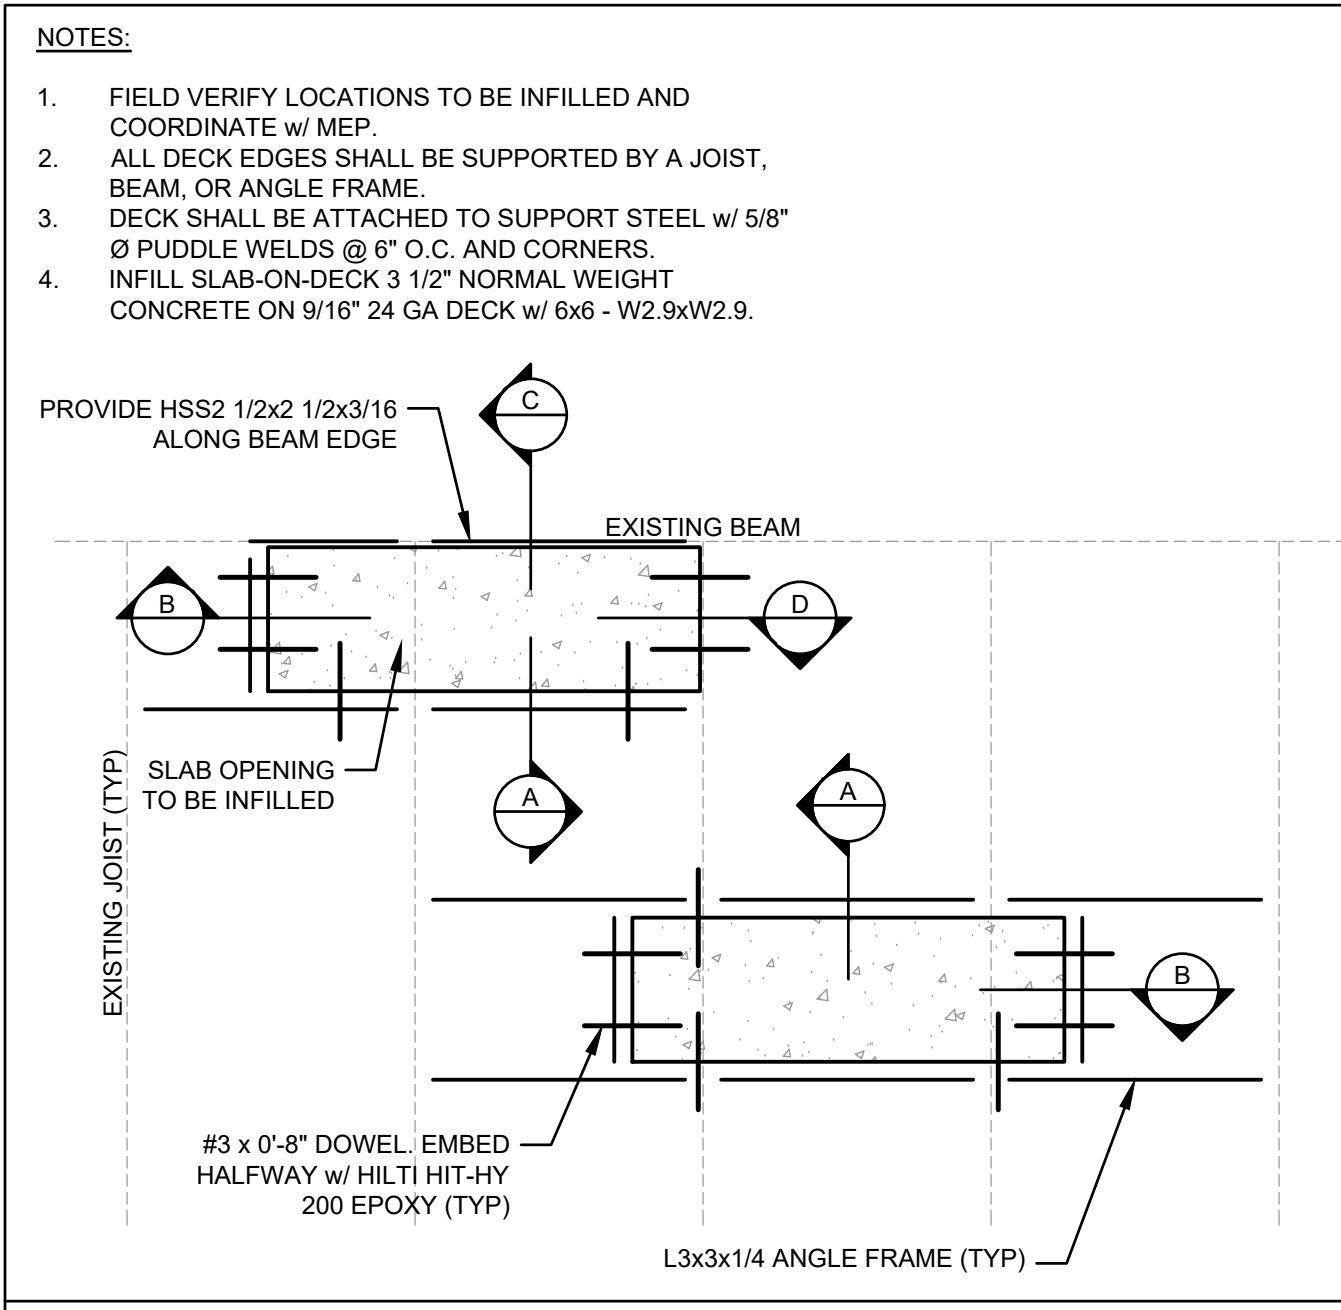 NOTES:
1. FIELD VERIFY LOCATIONS TO BE INFILLED AND
COORDINATE w/ MEP.
2. ALL DECK EDGES SHALL BE SUPPORTED BY A JOIST,
BEAM, OR ANGLE FRAME.
3. DECK SHALL BE ATTACHED TO SUPPORT STEEL w/ 5/8"
Ø PUDDLE WELDS @ 6" O.C. AND CORNERS.
4. INFILL SLAB-ON-DECK 3 1/2" NORMAL WEIGHT
CONCRETE ON 9/16" 24 GA DECK w/ 6x6 - W2.9xW2.9.
PROVIDE HSS2 1/2x2 1/2x3/16
ALONG BEAM EDGE
C
EXISTING BEAM
B
D
SLAB OPENING
TO BE INFILLED
EXISTING JOIST (TYP)
A
A
B
#3 x 0'-8" DOWEL. EMBED
HALFWAY w/ HILTI HIT-HY
200 EPOXY (TYP)
L3x3x1/4 ANGLE FRAME (TYP)